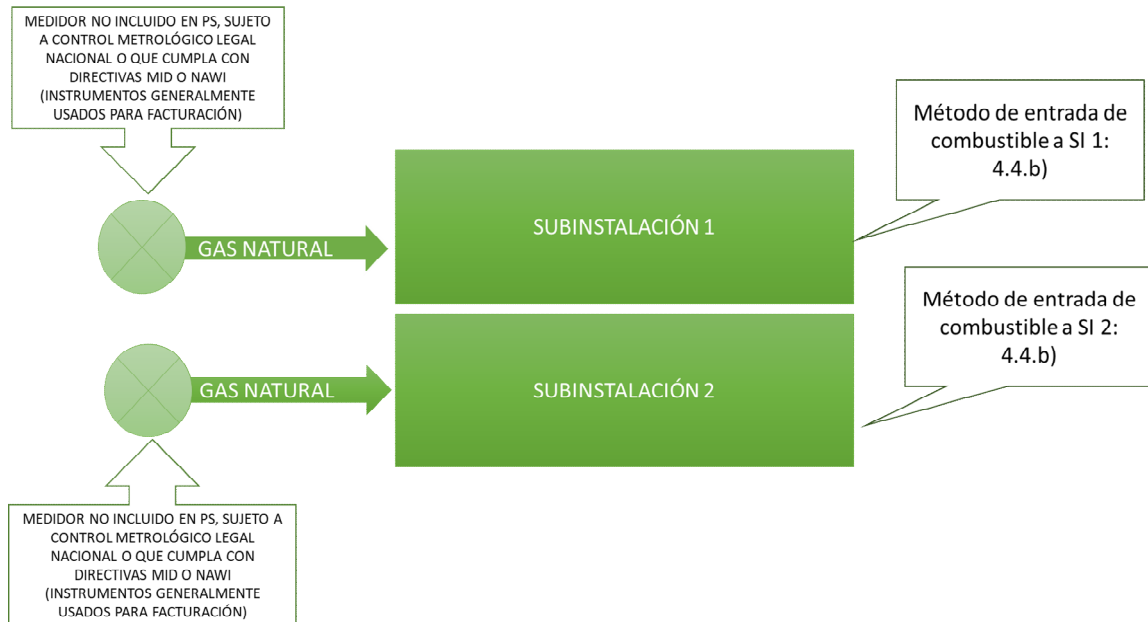 MEDIDOR NO INCLUIDO EN PS, SUJETO
A CONTROL METROLÓGICO LEGAL
NACIONAL O QUE CUMPLA CON
DIRECTIVAS MID O NAWI
(INSTRUMENTOS GENERALMENTE
USADOS PARA FACTURACIÓN)
Método de entrada de
combustible a SI 1:
4.4.b)
GAS NATURAL
SUBINSTALACIÓN 1
Método de entrada de
combustible a SI 2:
4.4.b)
GAS NATURAL
SUBINSTALACIÓN 2
MEDIDOR NO INCLUIDO EN PS, SUJETO A
CONTROL METROLÓGICO LEGAL
NACIONAL O QUE CUMPLA CON
DIRECTIVAS MID O NAWI
(INSTRUMENTOS GENERALMENTE
USADOS PARA FACTURACIÓN)